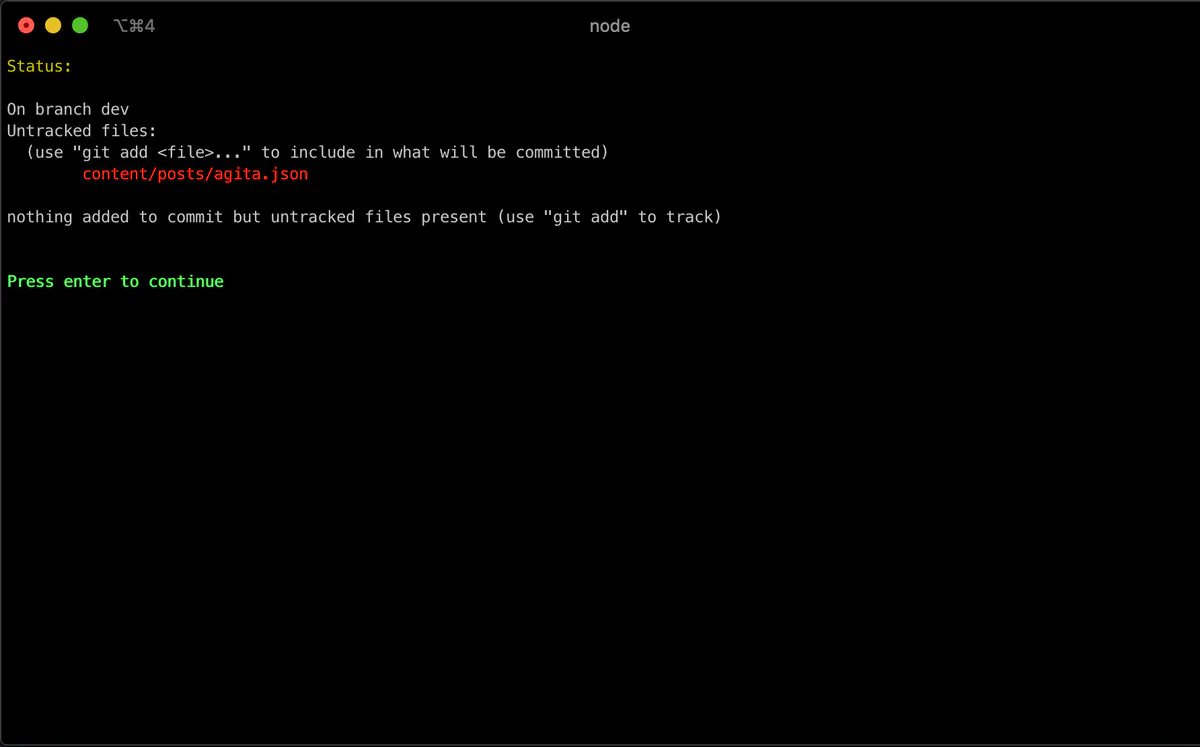 ⌥⌘4
node
Status:
On branch dev
Untracked files:
(use "git add <file>..." to include in what will be committed)
content/posts/agita.json
nothing added to commit but untracked files present (use "git add" to track)
Press enter to continue